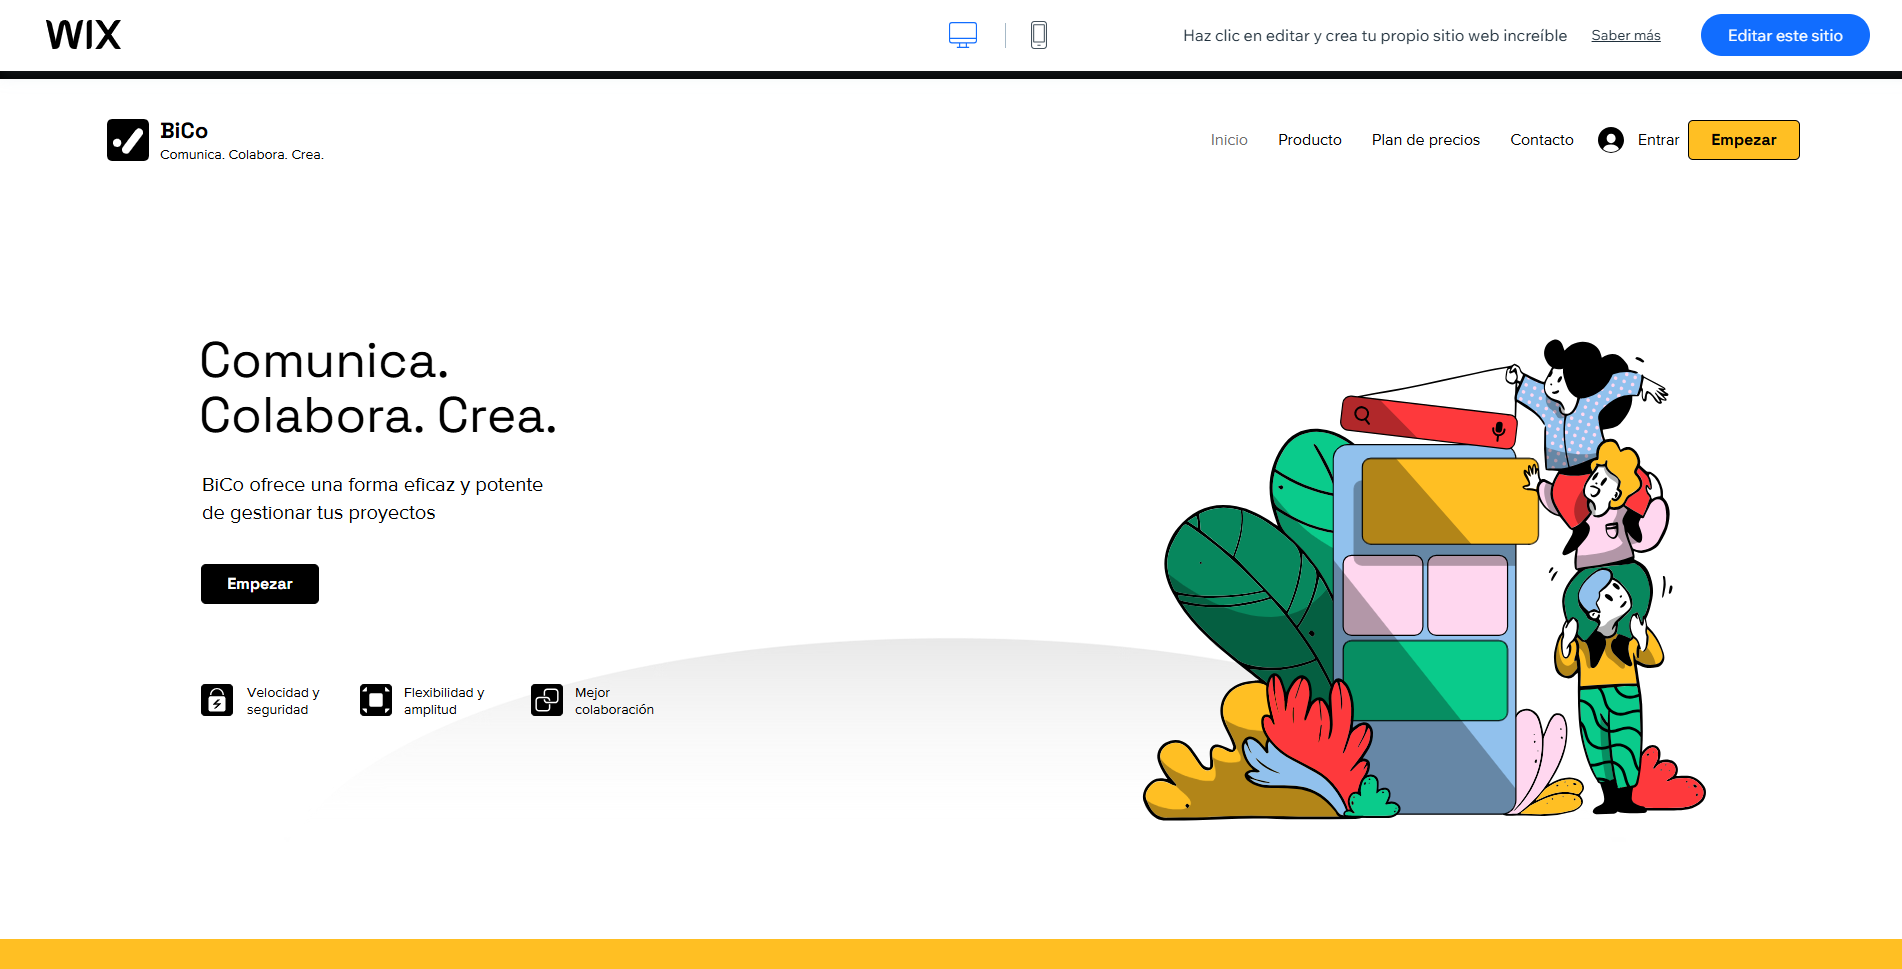 WIX
Haz clic en editar y crea tu propio sitio web increíble
Saber más
Editar este sitio
BiCo
Comunica. Colabora. Crea.
Inicio
Producto
Plan de precios
Contacto
Entrar
Empezar
Comunica.
Colabora. Crea.
BiCo ofrece una forma eficaz y potente
de gestionar tus proyectos
Empezar
Velocidad y
seguridad
Flexibilidad y
amplitud
Mejor
colaboración